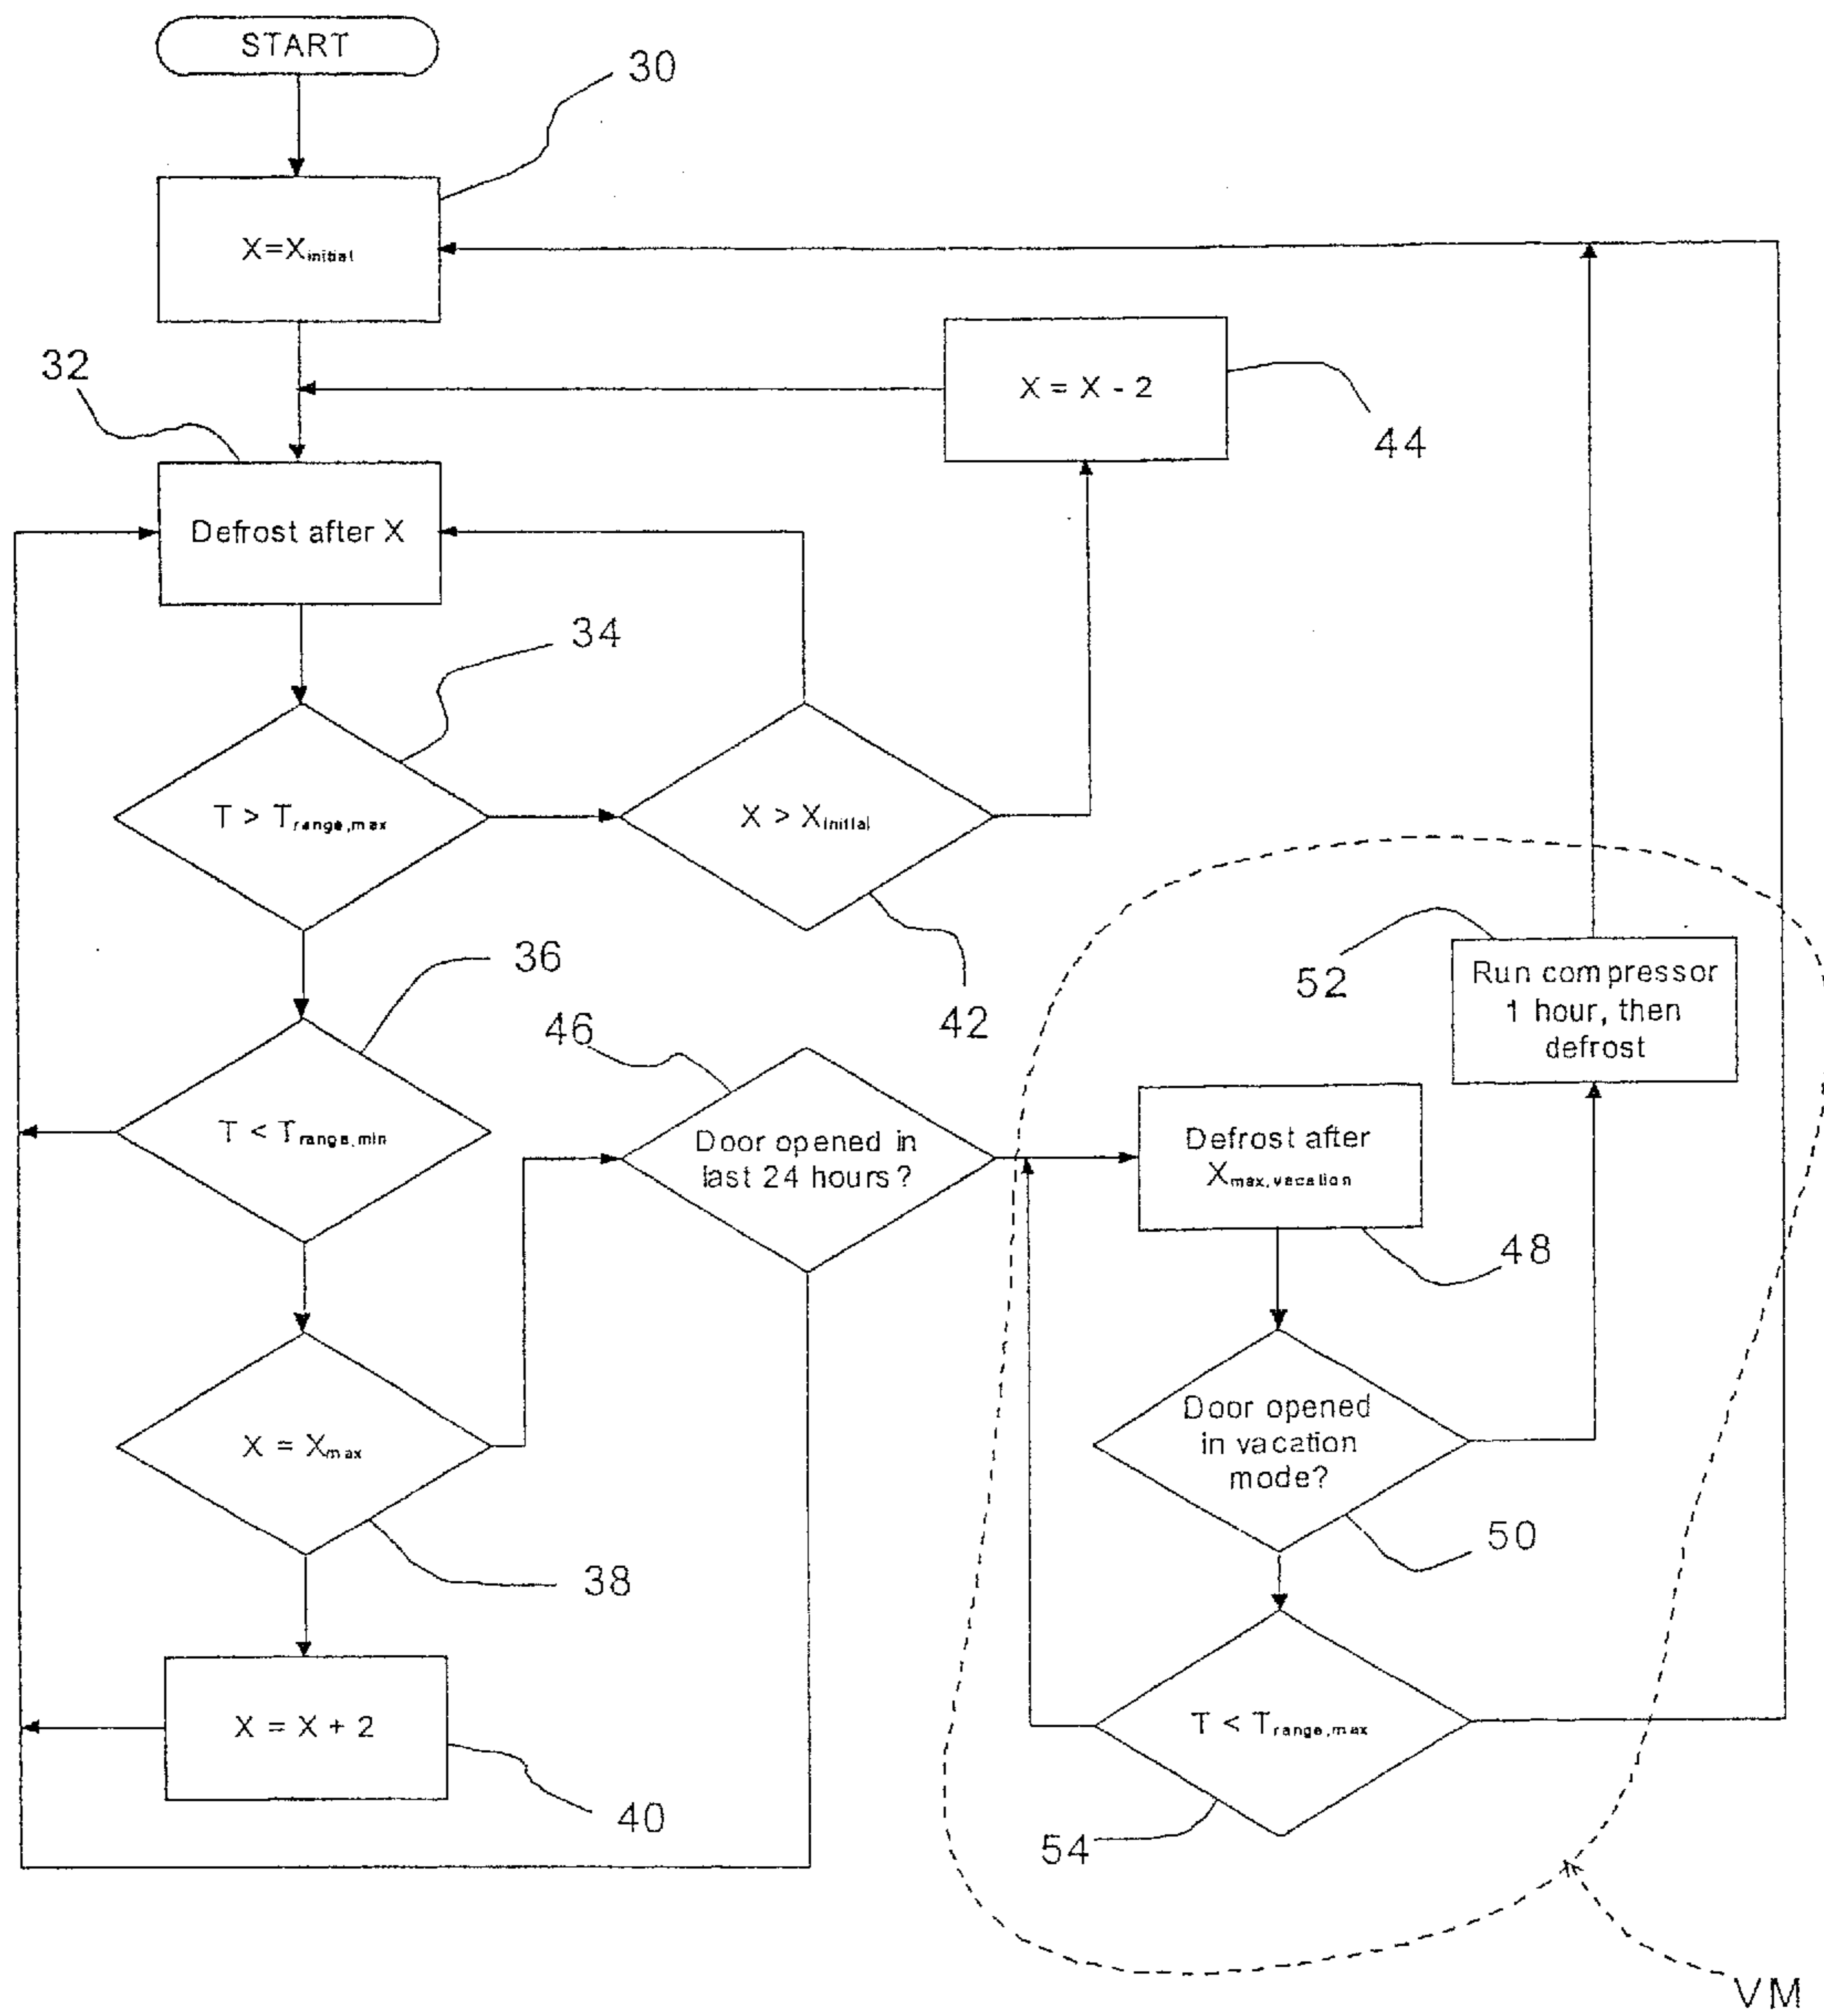 START
30
X=Xinitial
32
X = X - 2
44
Defrost after X
34
T > Trange,max
X > Xinitial
42
36
T < Trange,min
46
Door opened in
last 24 hours?
52
Run compressor
1 hour, then
defrost
Defrost after
Xmax,vacation
48
X = Xmax
38
Door opened
in vacation
mode?
50
X = X + 2
40
T < Trange,max
54
VM